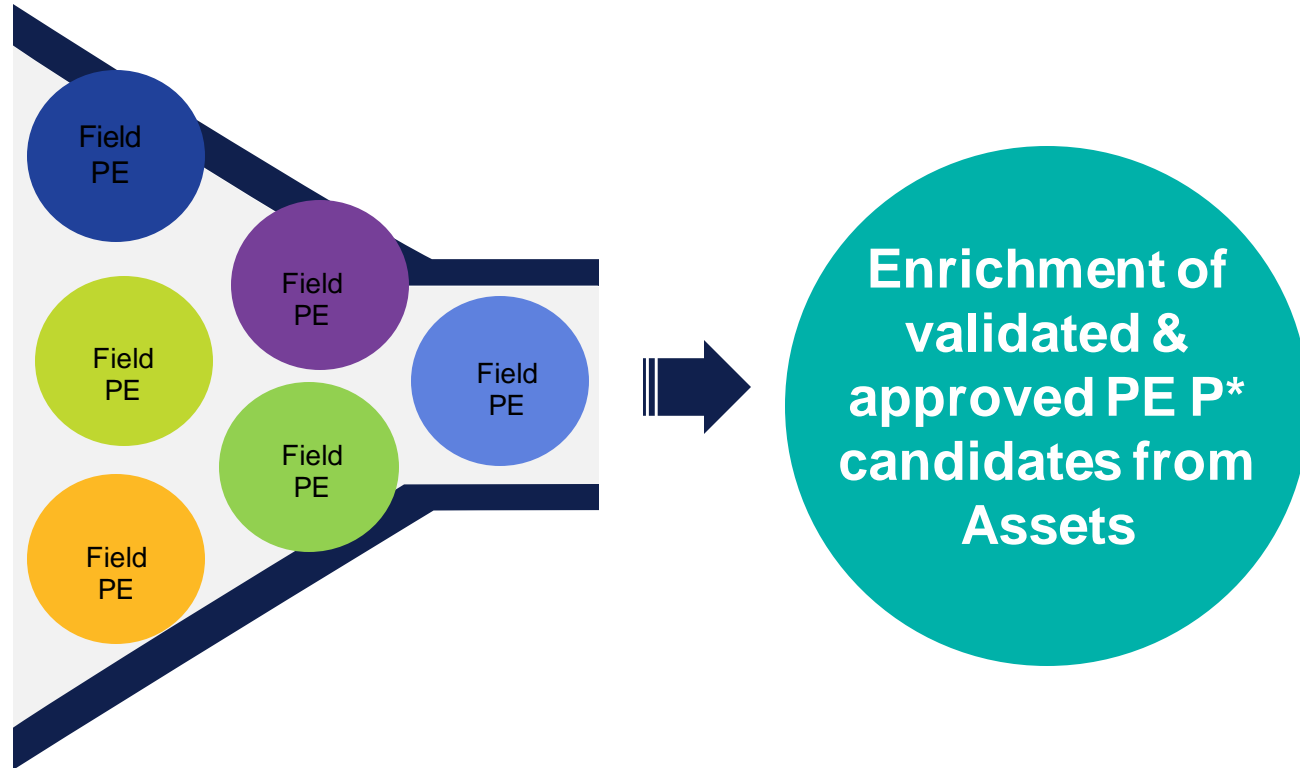 Field
PE
Field
PE
Field
PE
Field
PE
Field
PE
Field
PE
Enrichment of
validated &
approved PE P*
candidates from
Assets